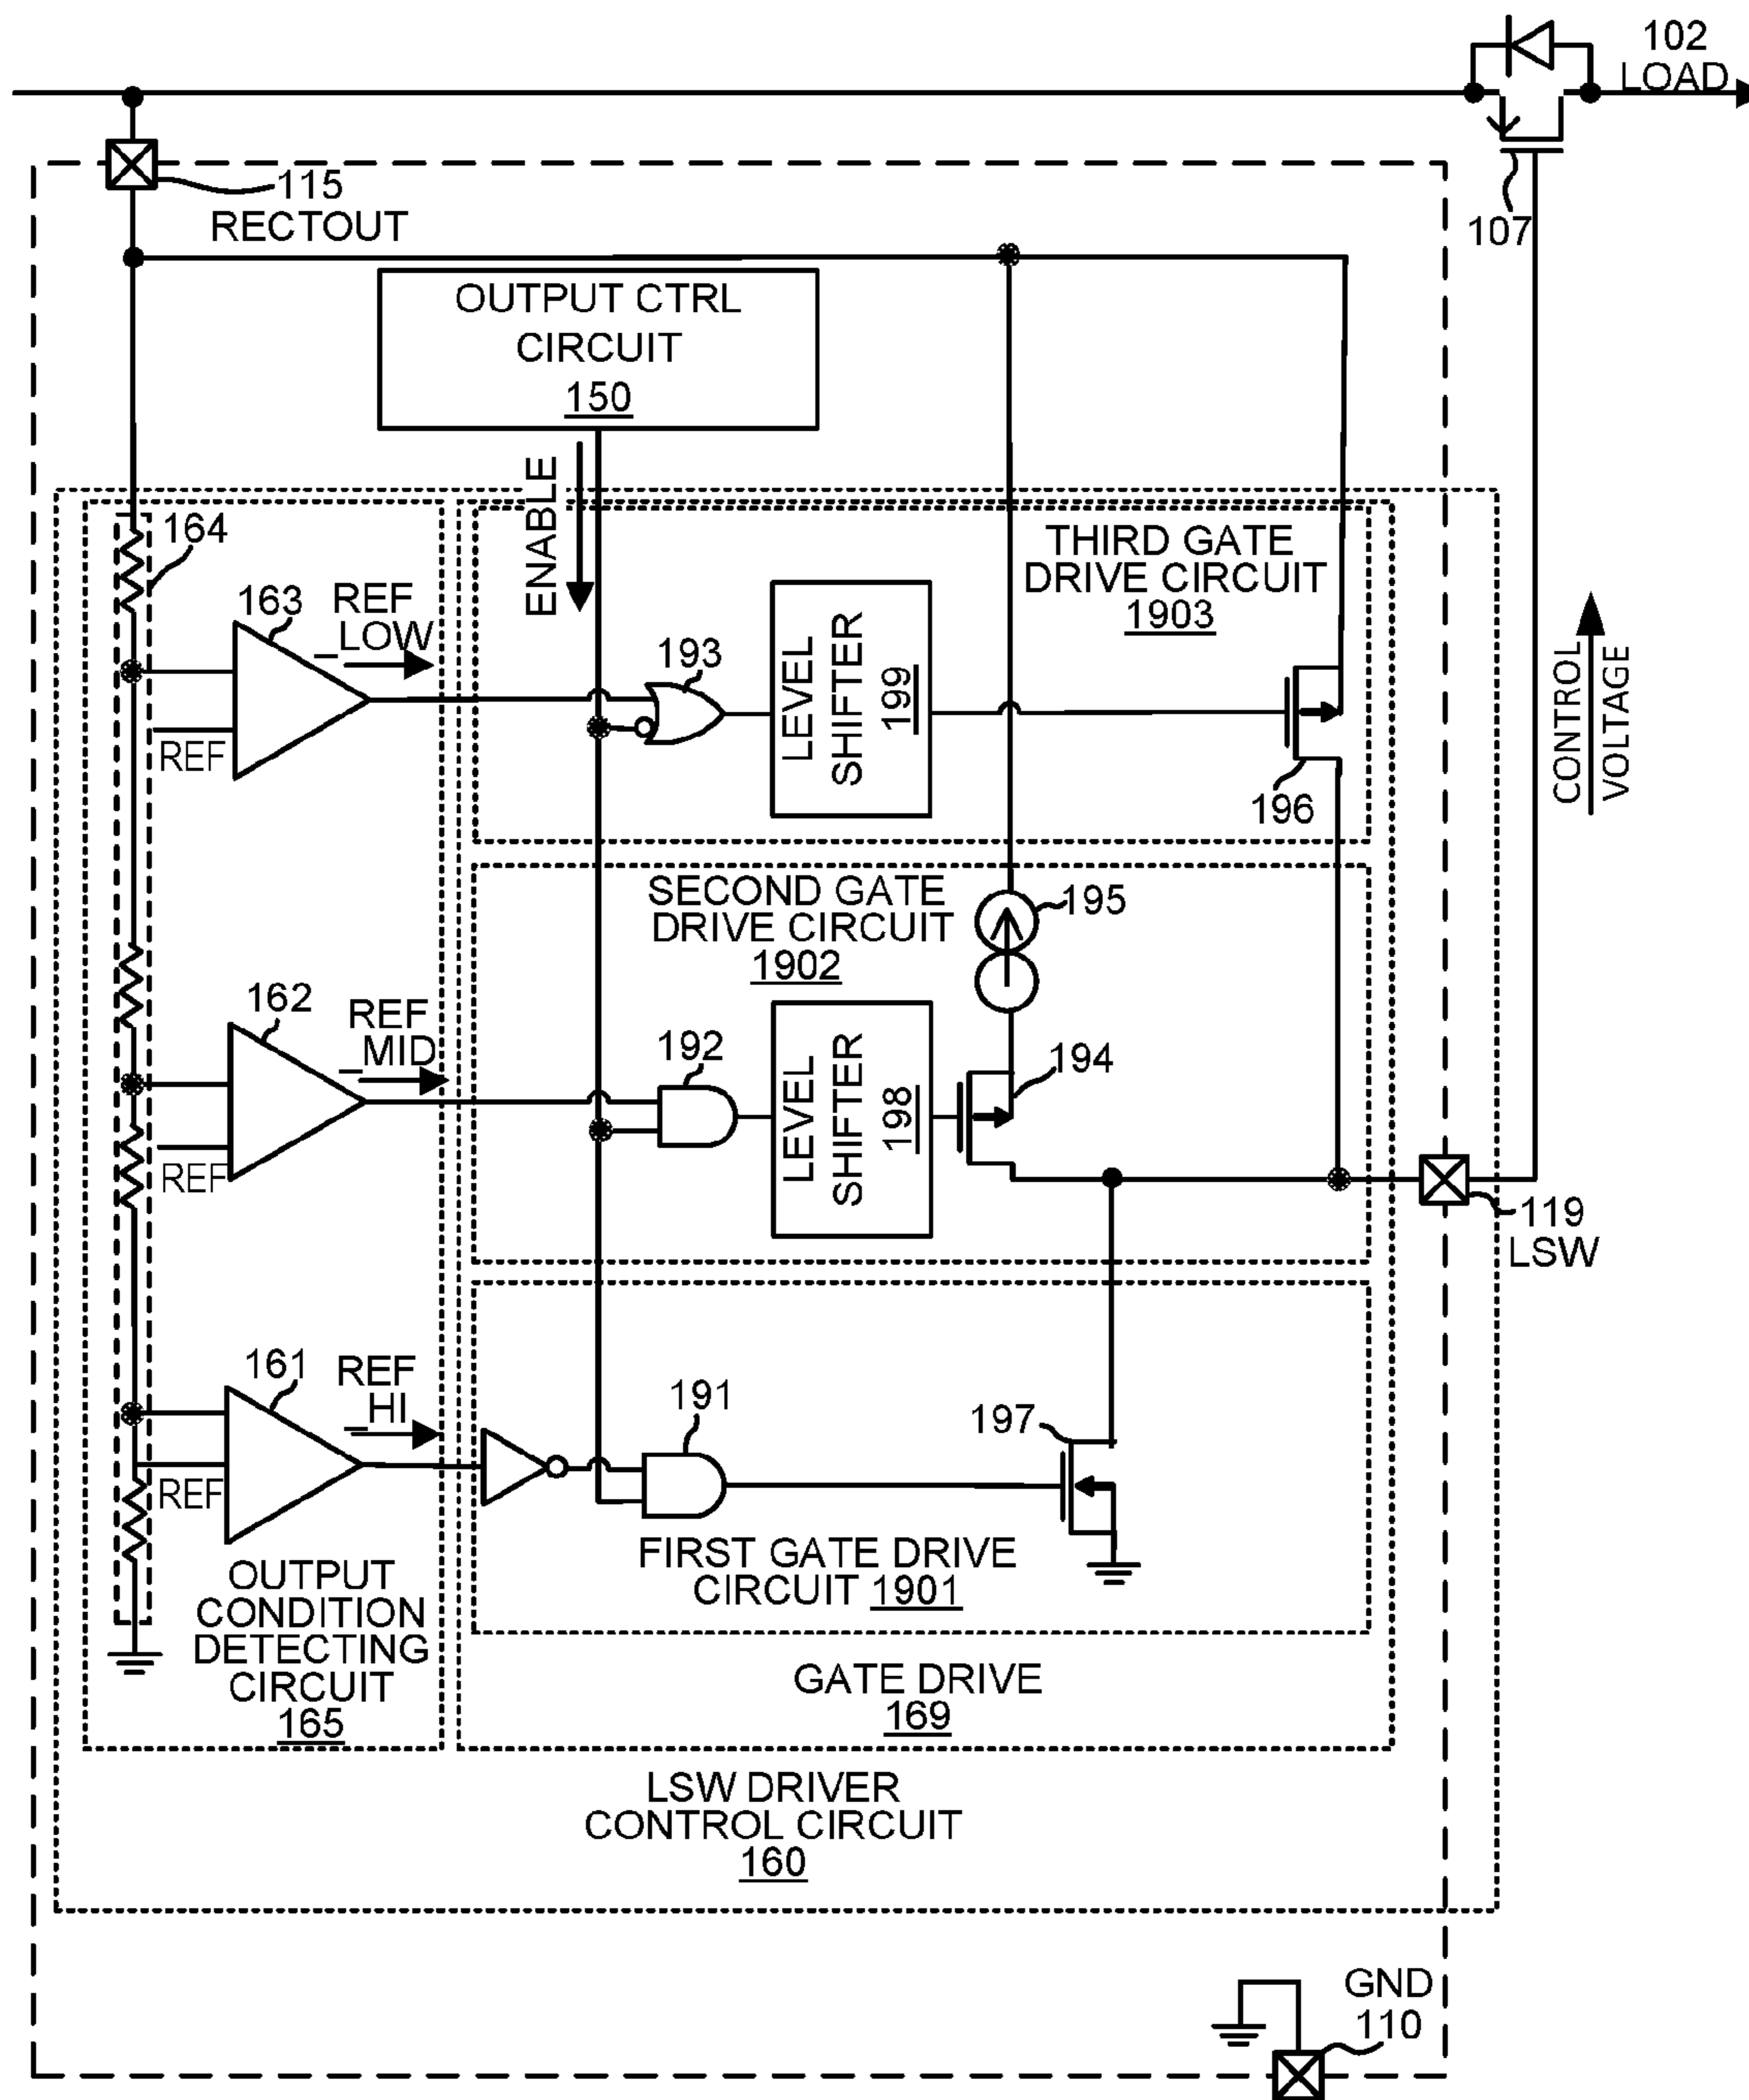 102
LOAD
115
RECTOUT
107
OUTPUT CTRL
CIRCUIT
150
ENABLE
164
THIRD GATE
DRIVE CIRCUIT
1903
163
REF
_LOW
REF
193
LEVEL
SHIFTER
199
196
CONTROL
VOLTAGE
SECOND GATE
DRIVE CIRCUIT
1902
195
162
REF
_MID
REF
192
LEVEL
SHIFTER
198
194
119
LSW
161
REF
_HI
REF
191
197
FIRST GATE DRIVE
CIRCUIT 1901
OUTPUT
CONDITION
DETECTING
CIRCUIT
165
GATE DRIVE
169
LSW DRIVER
CONTROL CIRCUIT
160
GND
110